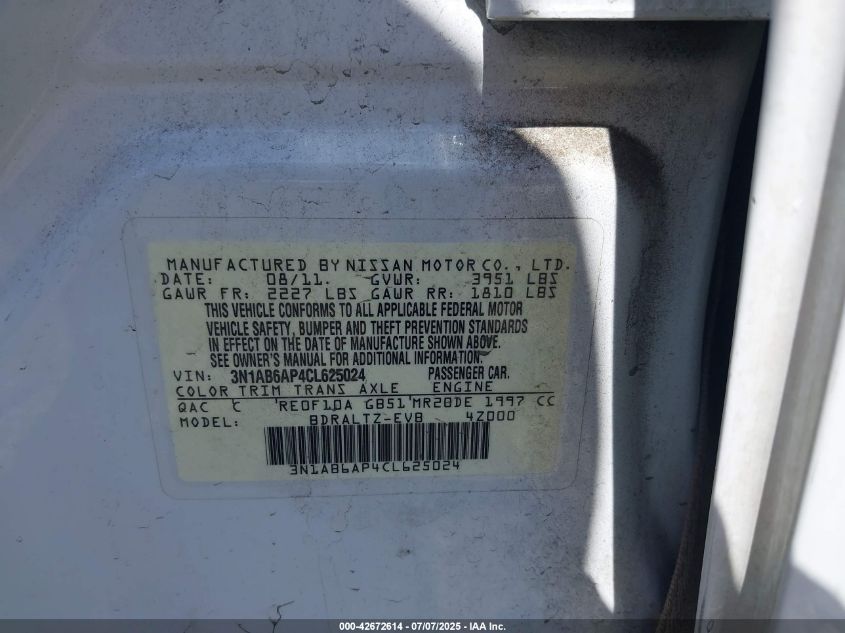 MANUFACTURED BY NISSAN MOTOR CO., LTD.
DATE: 08/11. GVWR: 3951 LBS
GAWR FR: 2227 LBS GAWR RR: 1810 LBS
THIS VEHICLE CONFORMS TO ALL APPLICABLE FEDERAL MOTOR
VEHICLE SAFETY, BUMPER AND THEFT PREVENTION STANDARDS
IN EFFECT ON THE DATE OF MANUFACTURE SHOWN ABOVE.
SEE OWNER'S MANUAL FOR ADDITIONAL INFORMATION.
VIN: 3N1AB6AP4CL625024 PASSENGER CAR.
COLOR TRIM TRANS AXLE ENGINE
QAC C RE0F10A GB51 MR20DE 1997 CC
MODEL: BDRALTZ-EVB 4Z000
3N1AB6AP4CL625024
000-42672614 - 07/07/2025 - IAA Inc.